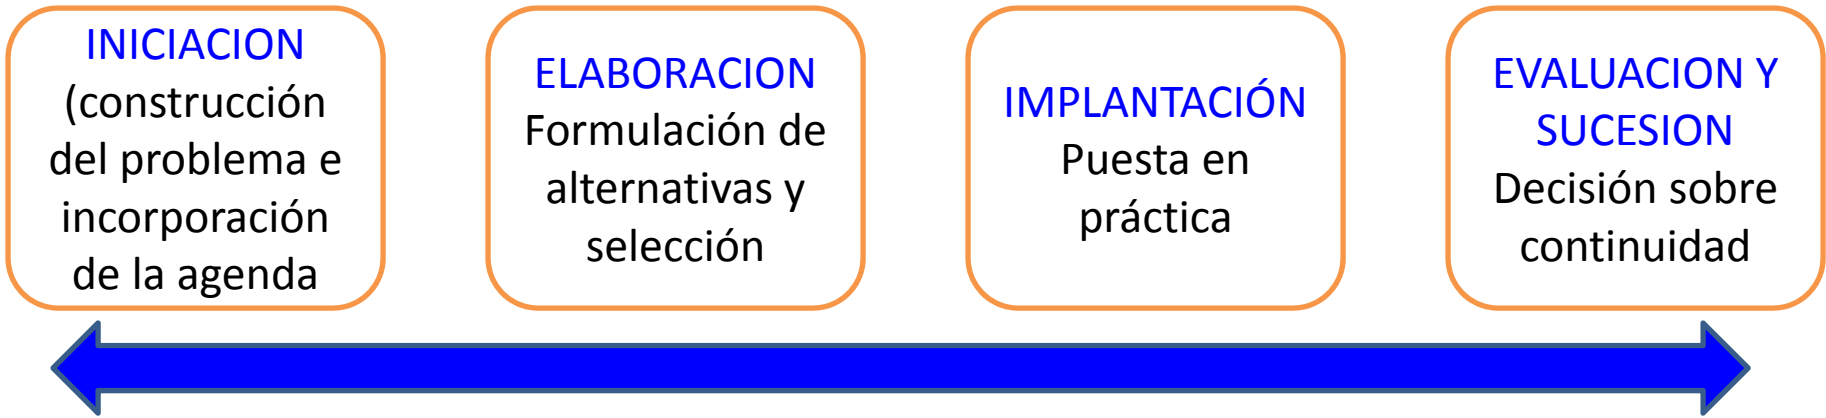 INICIACION
(construcción
del problema e
incorporación
de la agenda
ELABORACION
Formulación de
alternativas y
selección
IMPLANTACIÓN
Puesta en
práctica
EVALUACION Y
SUCESION
Decisión sobre
continuidad